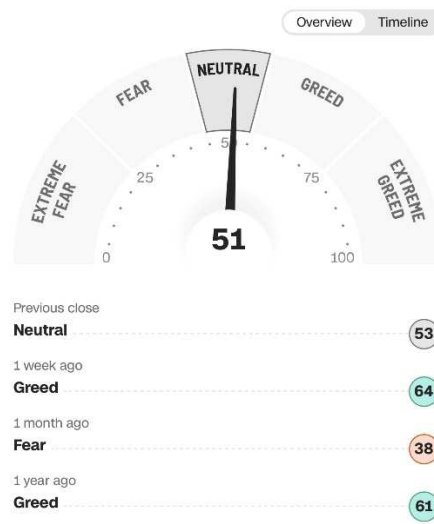 Overview Timeline
NEUTRAL
FEAR GREED
EXTREME FEAR EXTREME GREED
50
25 75
0 100
51
Previous close
Neutral 53
1 week ago
Greed 64
1 month ago
Fear 38
1 year ago
Greed 61